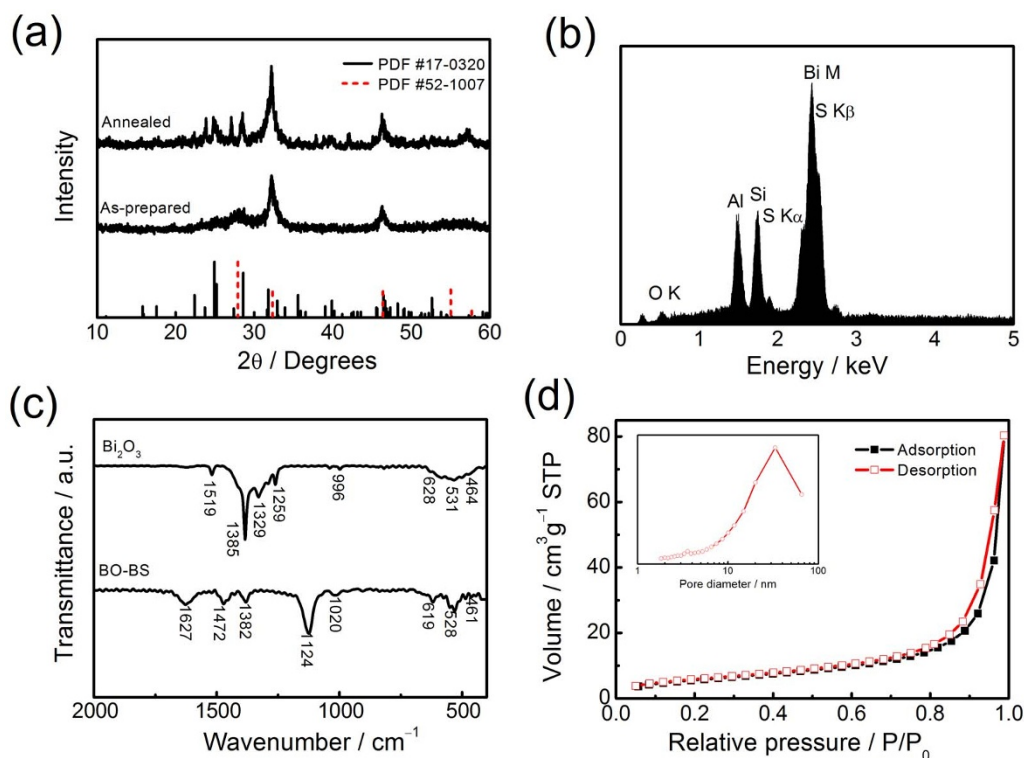 (a)
PDF #17-0320
PDF #52-1007
Annealed
As-prepared
Intensity
10 20 30 40 50 60
2θ / Degrees
(b)
Bi M
S Kβ
Al
Si
S Kα
O K
0 1 2 3 4 5
Energy / keV
(c)
Bi₂O₃
1519
1385
1329
1259
996
628
531
464
BO-BS
1627
1472
1382
1124
1020
619
528
461
Transmittance / a.u.
2000 1500 1000 500
Wavenumber / cm⁻¹
(d)
80
60
40
20
0
Volume / cm³g⁻¹ STP
Adsorption
Desorption
1 10 100
Pore diameter / nm
0.0 0.2 0.4 0.6 0.8 1.0
Relative pressure / P/P₀